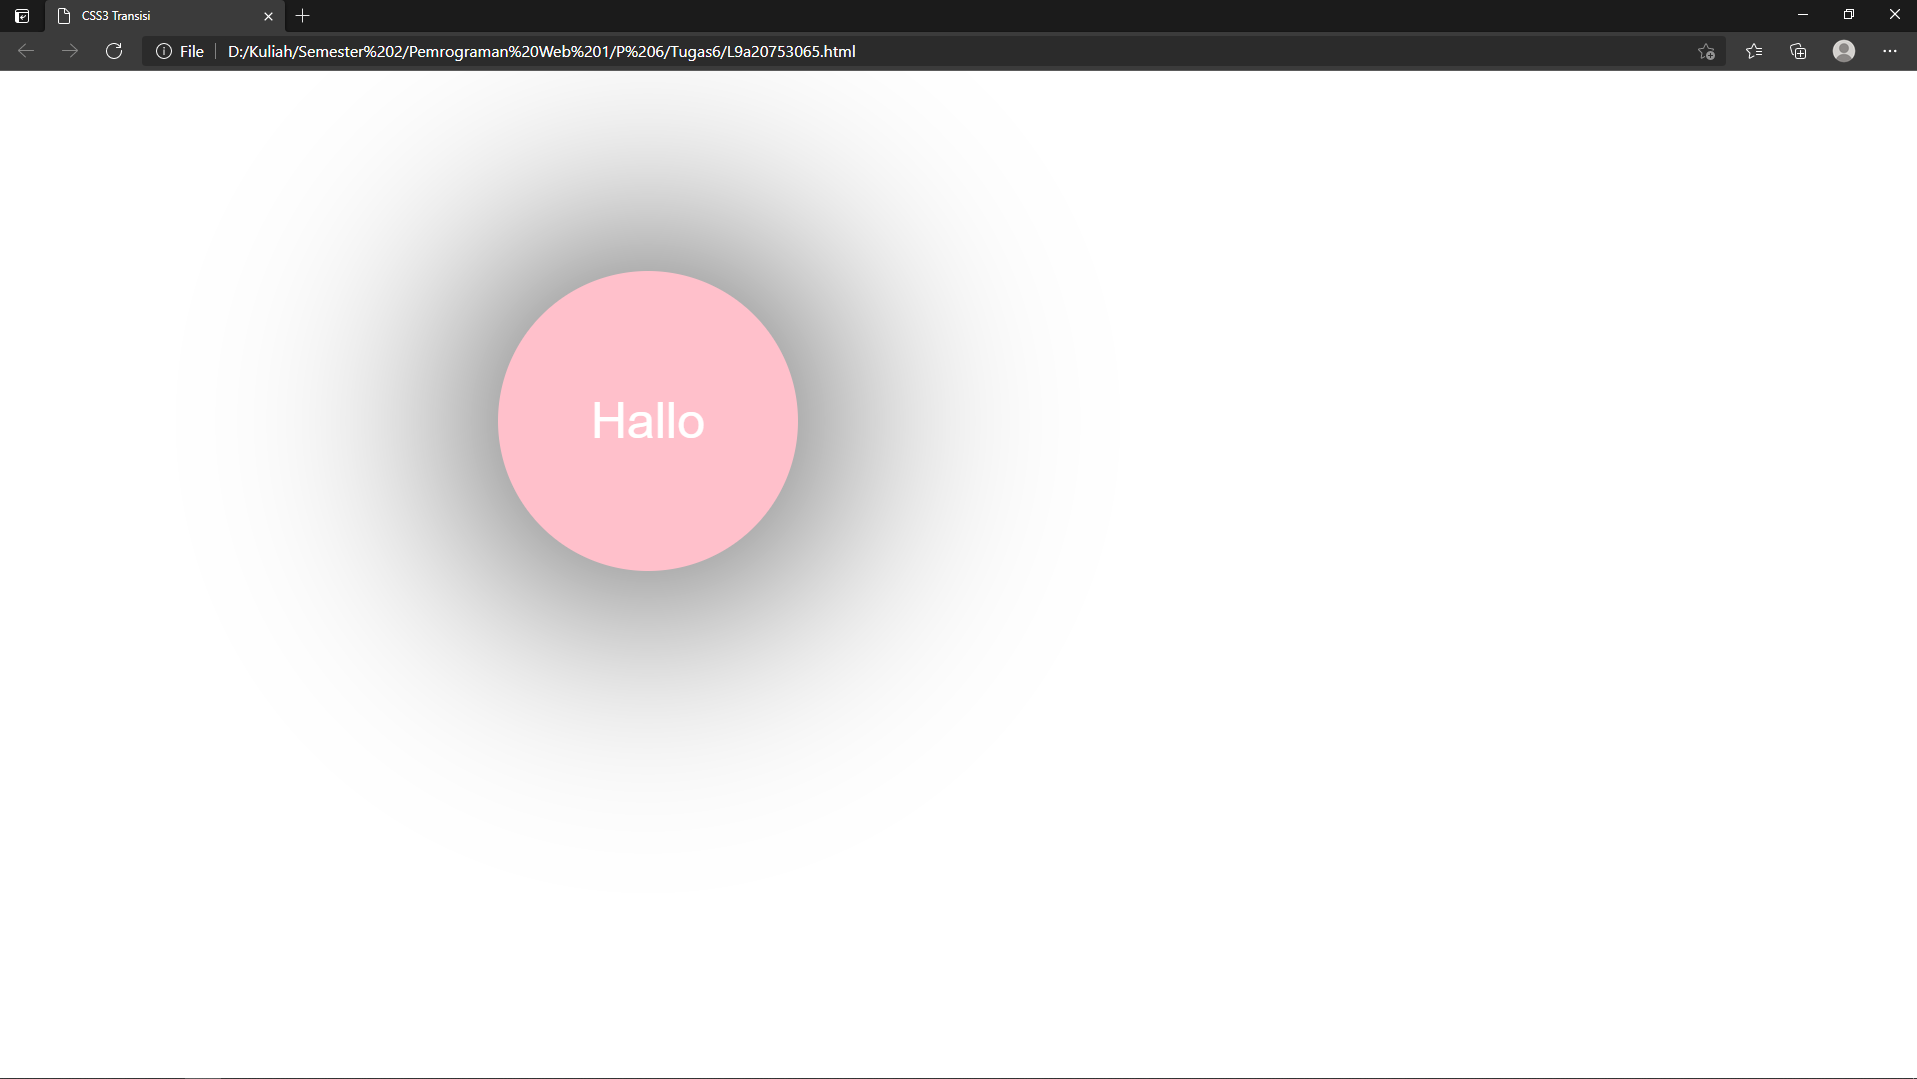 CSS3 Transisi
File
D:/Kuliah/Semester%202/Pemrograman%20Web%201/P%206/Tugas6/L9a20753065.html
Hallo